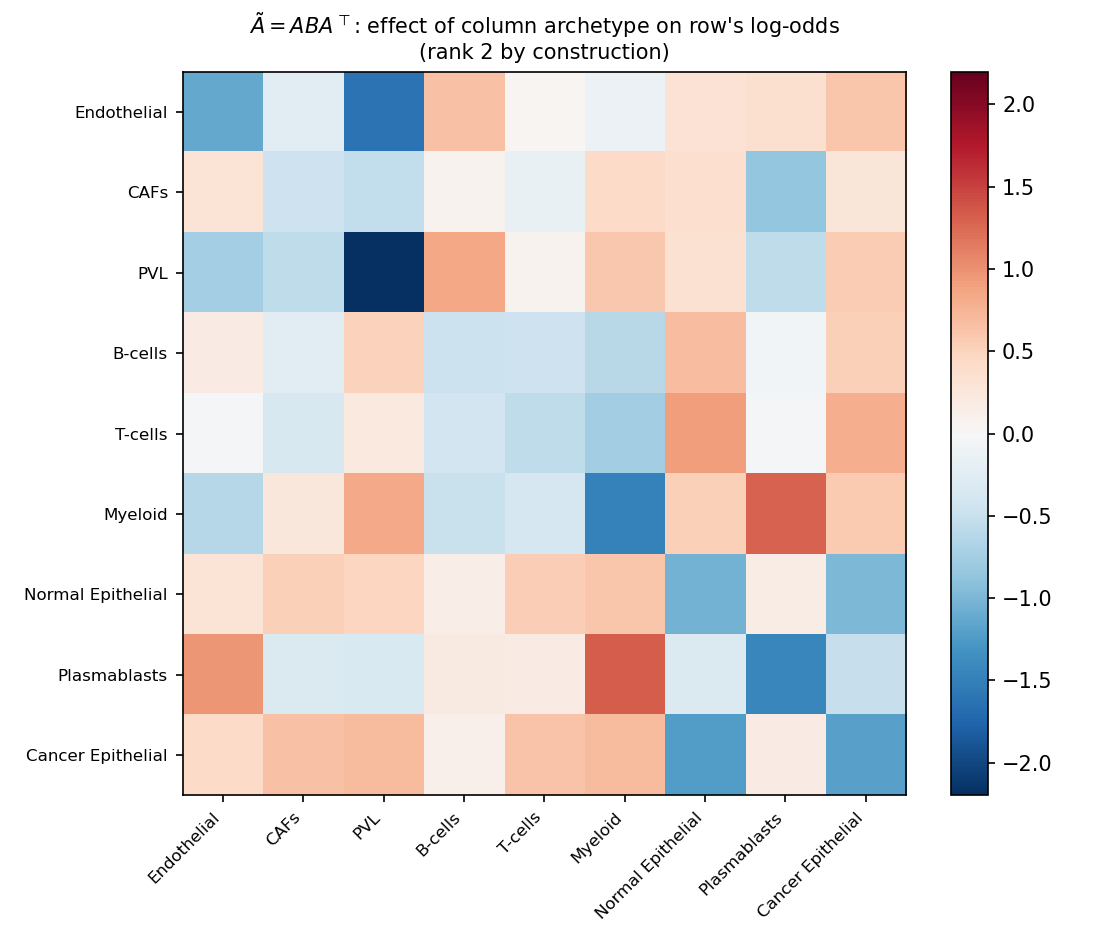 Ã = ABA ⊤ : effect of column archetype on row's log-odds
(rank 2 by construction)
Endothelial
CAFs
PVL
B-cells
T-cells
Myeloid
Normal Epithelial
Plasmablasts
Cancer Epithelial
Endothelial
CAFs
PVL
B-cells
T-cells
Myeloid
Normal Epithelial
Plasmablasts
Cancer Epithelial
2.0
1.5
1.0
0.5
0.0
−0.5
−1.0
−1.5
−2.0